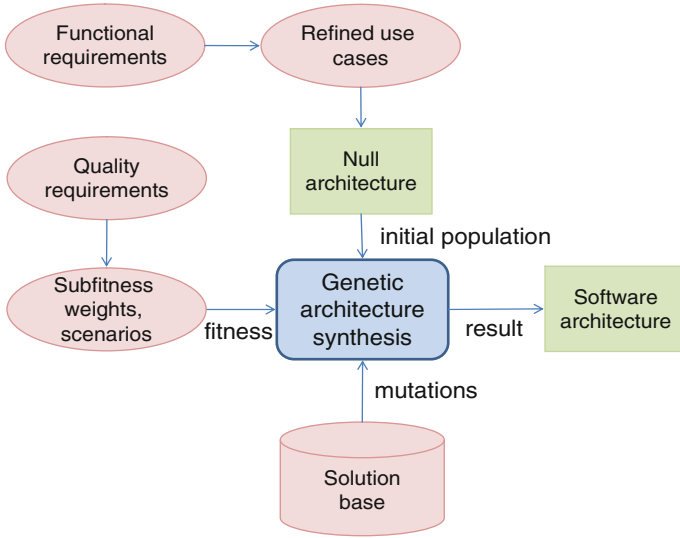 Functional
requirements
Refined use
cases
Quality
requirements
Null
architecture
initial population
Subfitness
weights,
scenarios
fitness
Genetic
architecture
synthesis
result
Software
architecture
mutations
Solution
base